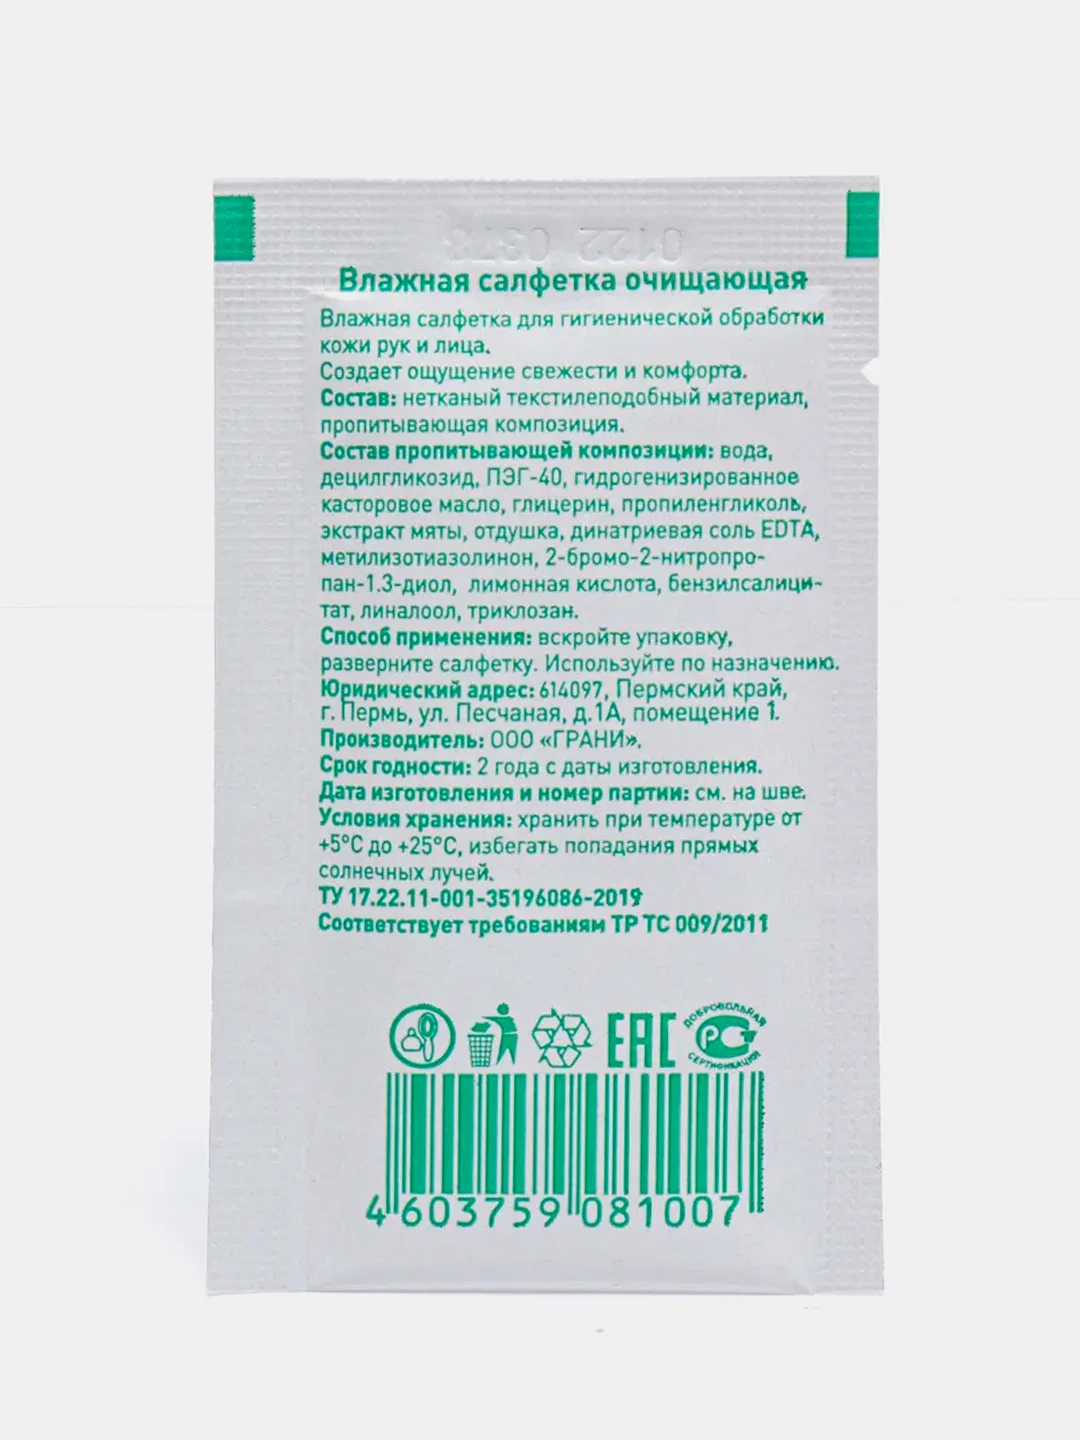 0122 0378
Влажная салфетка очищающая
Влажная салфетка для гигиенической обработки
кожи рук и лица.
Создает ощущение свежести и комфорта.
Состав: нетканый текстилеподобный материал,
пропитывающая композиция.
Состав пропитывающей композиции: вода,
децилгликозид, ПЭГ-40, гидрогенизированное
касторовое масло, глицерин, пропиленгликоль,
экстракт мяты, отдушка, динатриевая соль EDTA,
метилизотиазолинон, 2-бромо-2-нитропро-
пан-1.3-диол, лимонная кислота, бензилсалици-
тат, линалоол, триклозан.
Способ применения: вскройте упаковку,
разверните салфетку. Используйте по назначению.
Юридический адрес: 614097, Пермский край,
г. Пермь, ул. Песчаная, д.1А, помещение 1.
Производитель: ООО «ГРАНИ».
Срок годности: 2 года с даты изготовления.
Дата изготовления и номер партии: см. на шве.
Условия хранения: хранить при температуре от
+5°С до +25°С, избегать попадания прямых
солнечных лучей.
ТУ 17.22.11-001-35196086-2019
Соответствует требованиям ТР ТС 009/2011
EAC
ДОБРОВОЛЬНАЯ
РСТ
СЕРТИФИКАЦИЯ
4 603759 081007